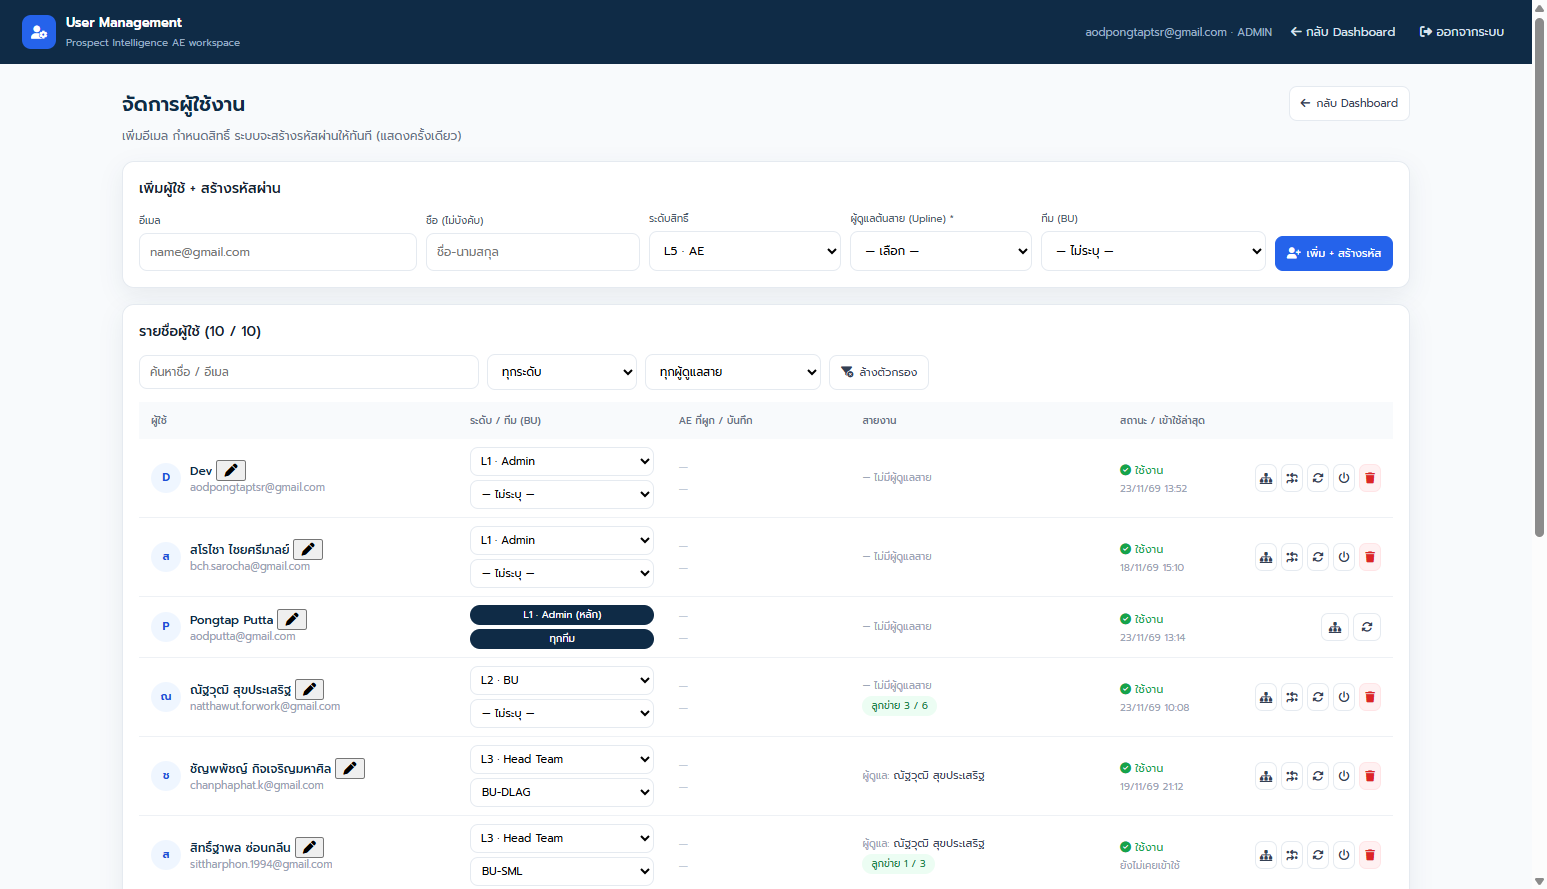 User Management
Prospect Intelligence AE workspace
aodpongtaptsr@gmail.com · ADMIN
กลับ Dashboard
ออกจากระบบ
จัดการผู้ใช้งาน
เพิ่มอีเมล กำหนดสิทธิ์ ระบบจะสร้างรหัสผ่านให้ทันที (แสดงครั้งเดียว)
กลับ Dashboard
เพิ่มผู้ใช้ + สร้างรหัสผ่าน
อีเมล
ชื่อ (ไม่บังคับ)
ระดับสิทธิ์
ผู้ดูแลต้นสาย (Upline) *
ทีม (BU)
name@gmail.com
ชื่อ-นามสกุล
L5 · AE
— เลือก —
— ไม่ระบุ —
เพิ่ม + สร้างรหัส
รายชื่อผู้ใช้ (10 / 10)
ค้นหาชื่อ / อีเมล
ทุกระดับ
ทุกผู้ดูแลสาย
ล้างตัวกรอง
ผู้ใช้
ระดับ / ทีม (BU)
AE ที่ผูก / บันทึก
สายงาน
สถานะ / เข้าใช้ล่าสุด
D
Dev
aodpongtaptsr@gmail.com
L1 · Admin
— ไม่ระบุ —
—
—
— ไม่มีผู้ดูแลสาย
ใช้งาน
23/11/69 13:52
ส
สโรไชา ไชยศรีมาลย์
bch.sarocha@gmail.com
L1 · Admin
— ไม่ระบุ —
—
—
— ไม่มีผู้ดูแลสาย
ใช้งาน
18/11/69 15:10
P
Pongtap Putta
aodputta@gmail.com
L1 · Admin (หลัก)
ทุกทีม
—
—
— ไม่มีผู้ดูแลสาย
ใช้งาน
23/11/69 13:14
ณ
ณัฐวุฒิ สุขประเสริฐ
natthawut.forwork@gmail.com
L2 · BU
— ไม่ระบุ —
—
—
— ไม่มีผู้ดูแลสาย
ลูกข่าย 3 / 6
ใช้งาน
23/11/69 10:08
ช
ชัญพพัชญ์ กิจเจริญมหาศิล
chanphaphat.k@gmail.com
L3 · Head Team
BU-DLAG
—
—
ผู้ดูแล: ณัฐวุฒิ สุขประเสริฐ
ใช้งาน
19/11/69 21:12
ส
สิทธิ์ฐาพล ซ่อนกลีน
sittharphon.1994@gmail.com
L3 · Head Team
BU-SML
—
—
ผู้ดูแล: ณัฐวุฒิ สุขประเสริฐ
ลูกข่าย 1 / 3
ใช้งาน
ยังไม่เคยเข้าใช้